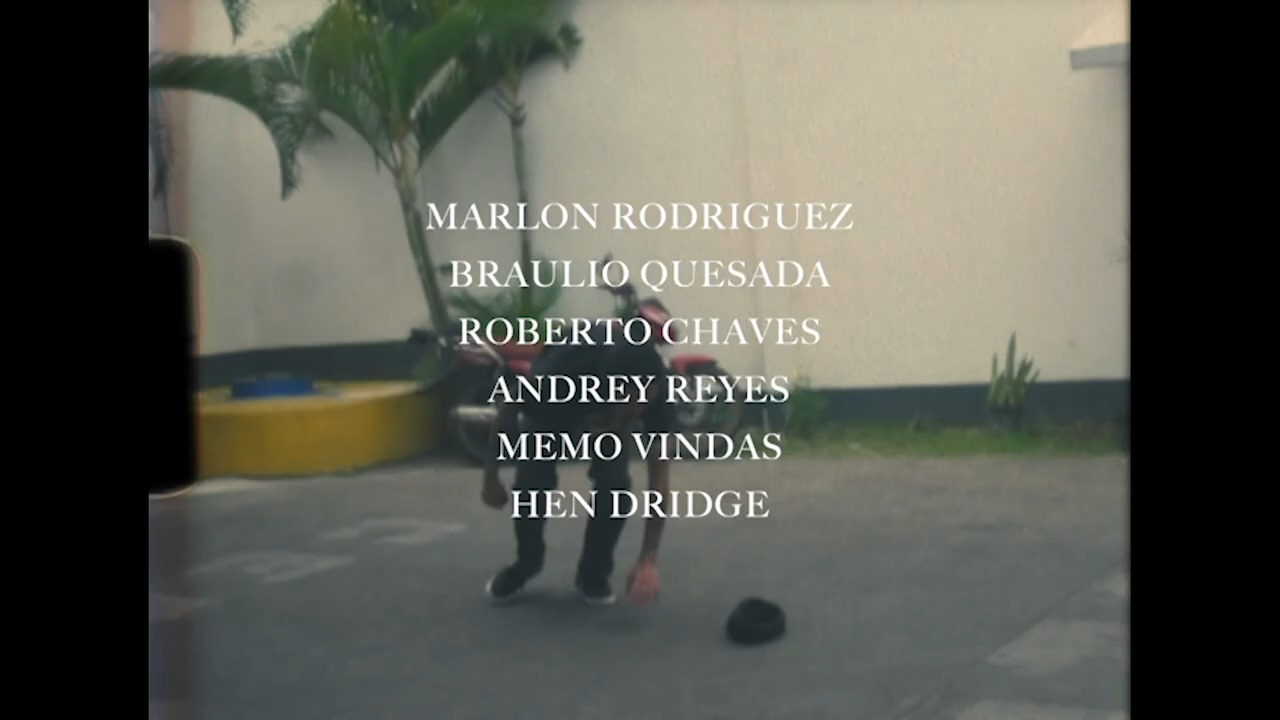 MARLON RODRIGUEZ
BRAULIO QUESADA
ROBERTO CHAVES
ANDREY REYES
MEMO VINDAS
HEN DRIDGE